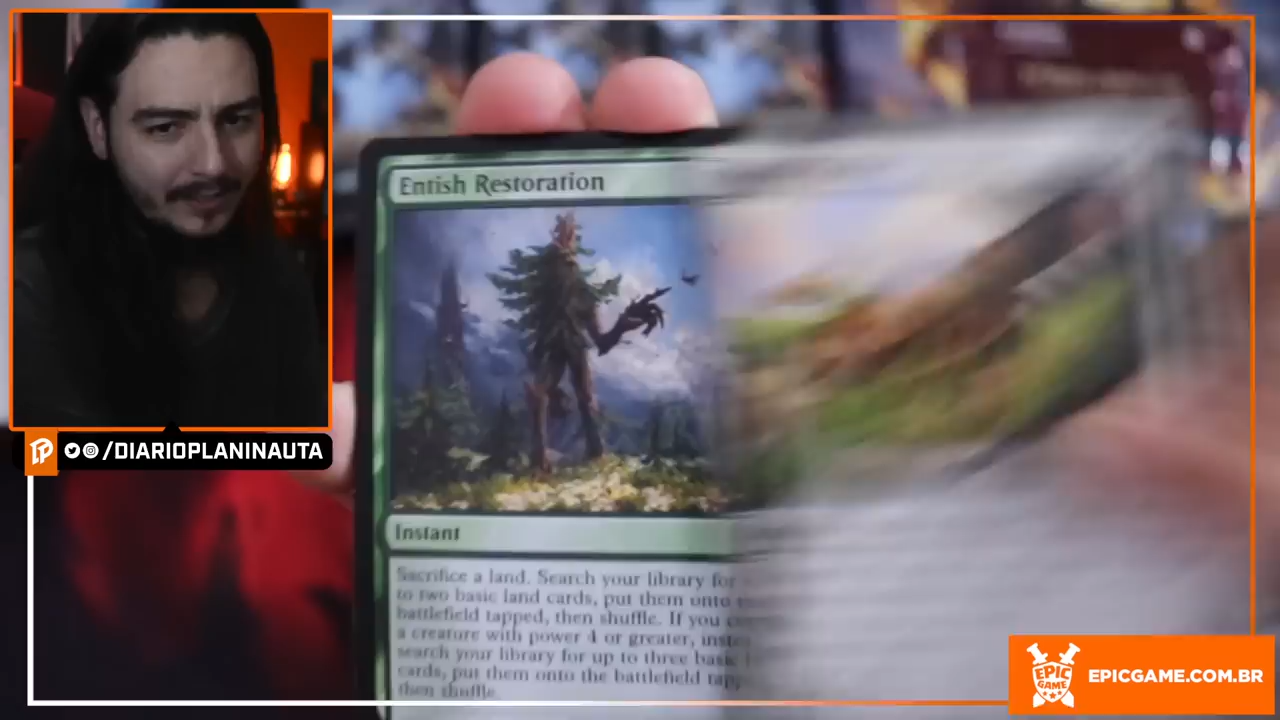 Entish Restoration
/DIARIOPLANINAUTA
Instant
Sacrifice a land. Search your library for
to two basic land cards, put them onto
battlefield tapped, then shuffle. If you
a creature with power 4 or greater,
search your library for up to three basic
cards, put them onto the battlefield
then shuffle.
EPIC
GAME
EPICGAME.COM.BR